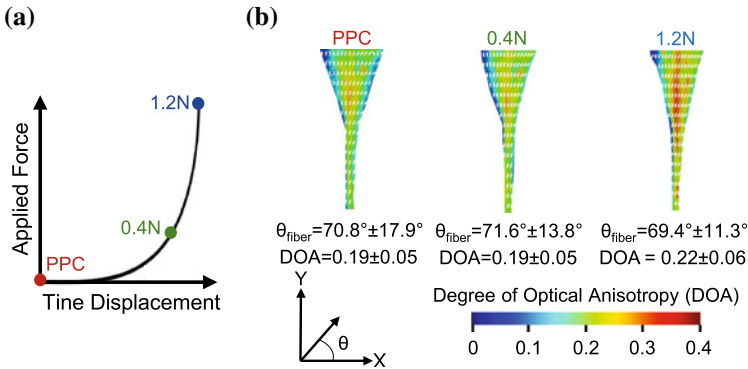 (a)
1.2N
0.4N
PPC
Applied Force
Tine Displacement
(b)
PPC
0.4N
1.2N
θfiber=70.8°±17.9°
DOA=0.19±0.05
θfiber=71.6°±13.8°
DOA=0.19±0.05
θfiber=69.4°±11.3°
DOA = 0.22±0.06
Y
θ
X
Degree of Optical Anisotropy (DOA)
0 0.1 0.2 0.3 0.4